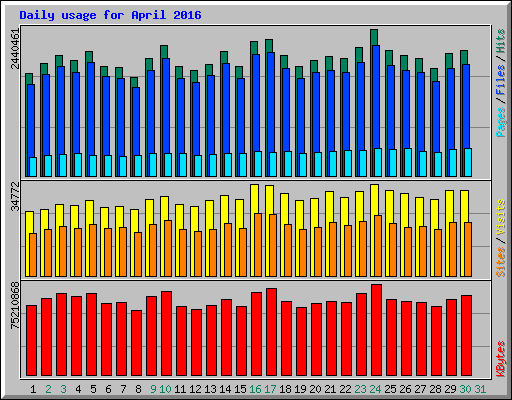 Daily usage for April 2016
2440461
Pages / Files / Hits
34772
Sites / Visits
75210868
KBytes
1 2 3 4 5 6 7 8 9 10 11 12 13 14 15 16 17 18 19 20 21 22 23 24 25 26 27 28 29 30 31